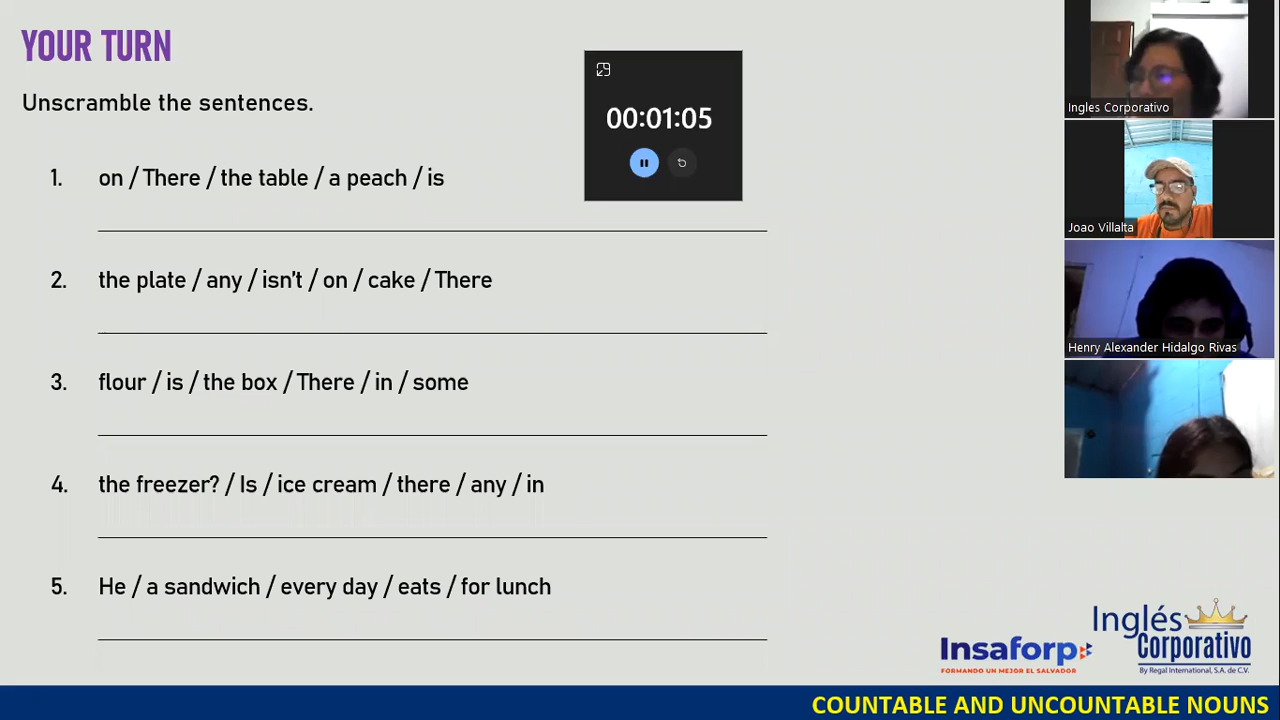 YOUR TURN
Unscramble the sentences.
00:01:05
1. on / There / the table / a peach / is
2. the plate / any / isn't / on / cake / There
3. flour / is / the box / There / in / some
4. the freezer? / Is / ice cream / there / any / in
5. He / a sandwich / every day / eats / for lunch
Ingles Corporativo
Joao Villalta
Henry Alexander Hidalgo Rivas
Insaforp
FORMANDO UN MEJOR EL SALVADOR
Inglés
Corporativo
By Regal International, S.A. de C.V.
COUNTABLE AND UNCOUNTABLE NOUNS